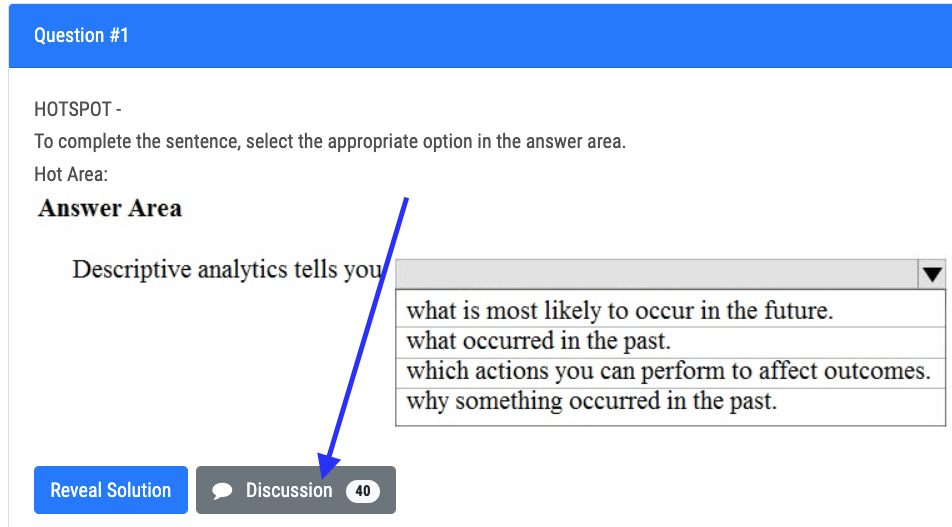 Question #1
HOTSPOT -
To complete the sentence, select the appropriate option in the answer area.
Hot Area:
Answer Area
Descriptive analytics tells you
what is most likely to occur in the future.
what occurred in the past.
which actions you can perform to affect outcomes.
why something occurred in the past.
Reveal Solution
Discussion 40